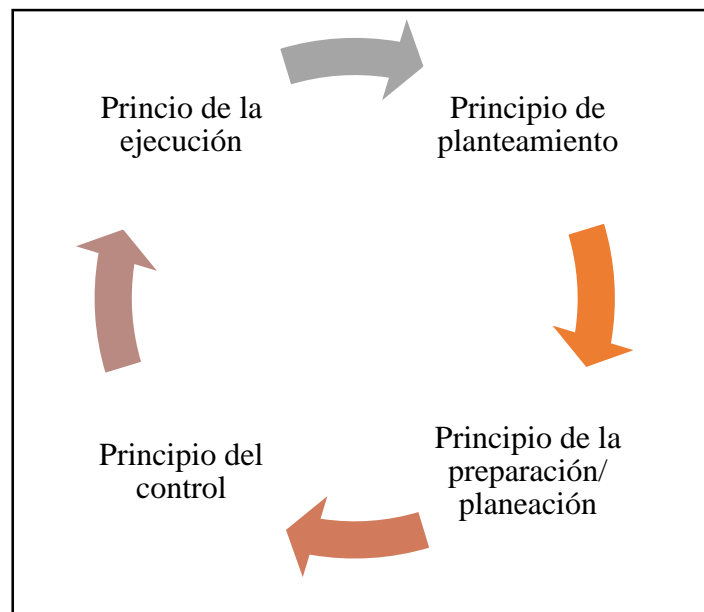 Princio de la
ejecución
Principio de
planteamiento
Principio de la
preparación/
planeación
Principio del
control